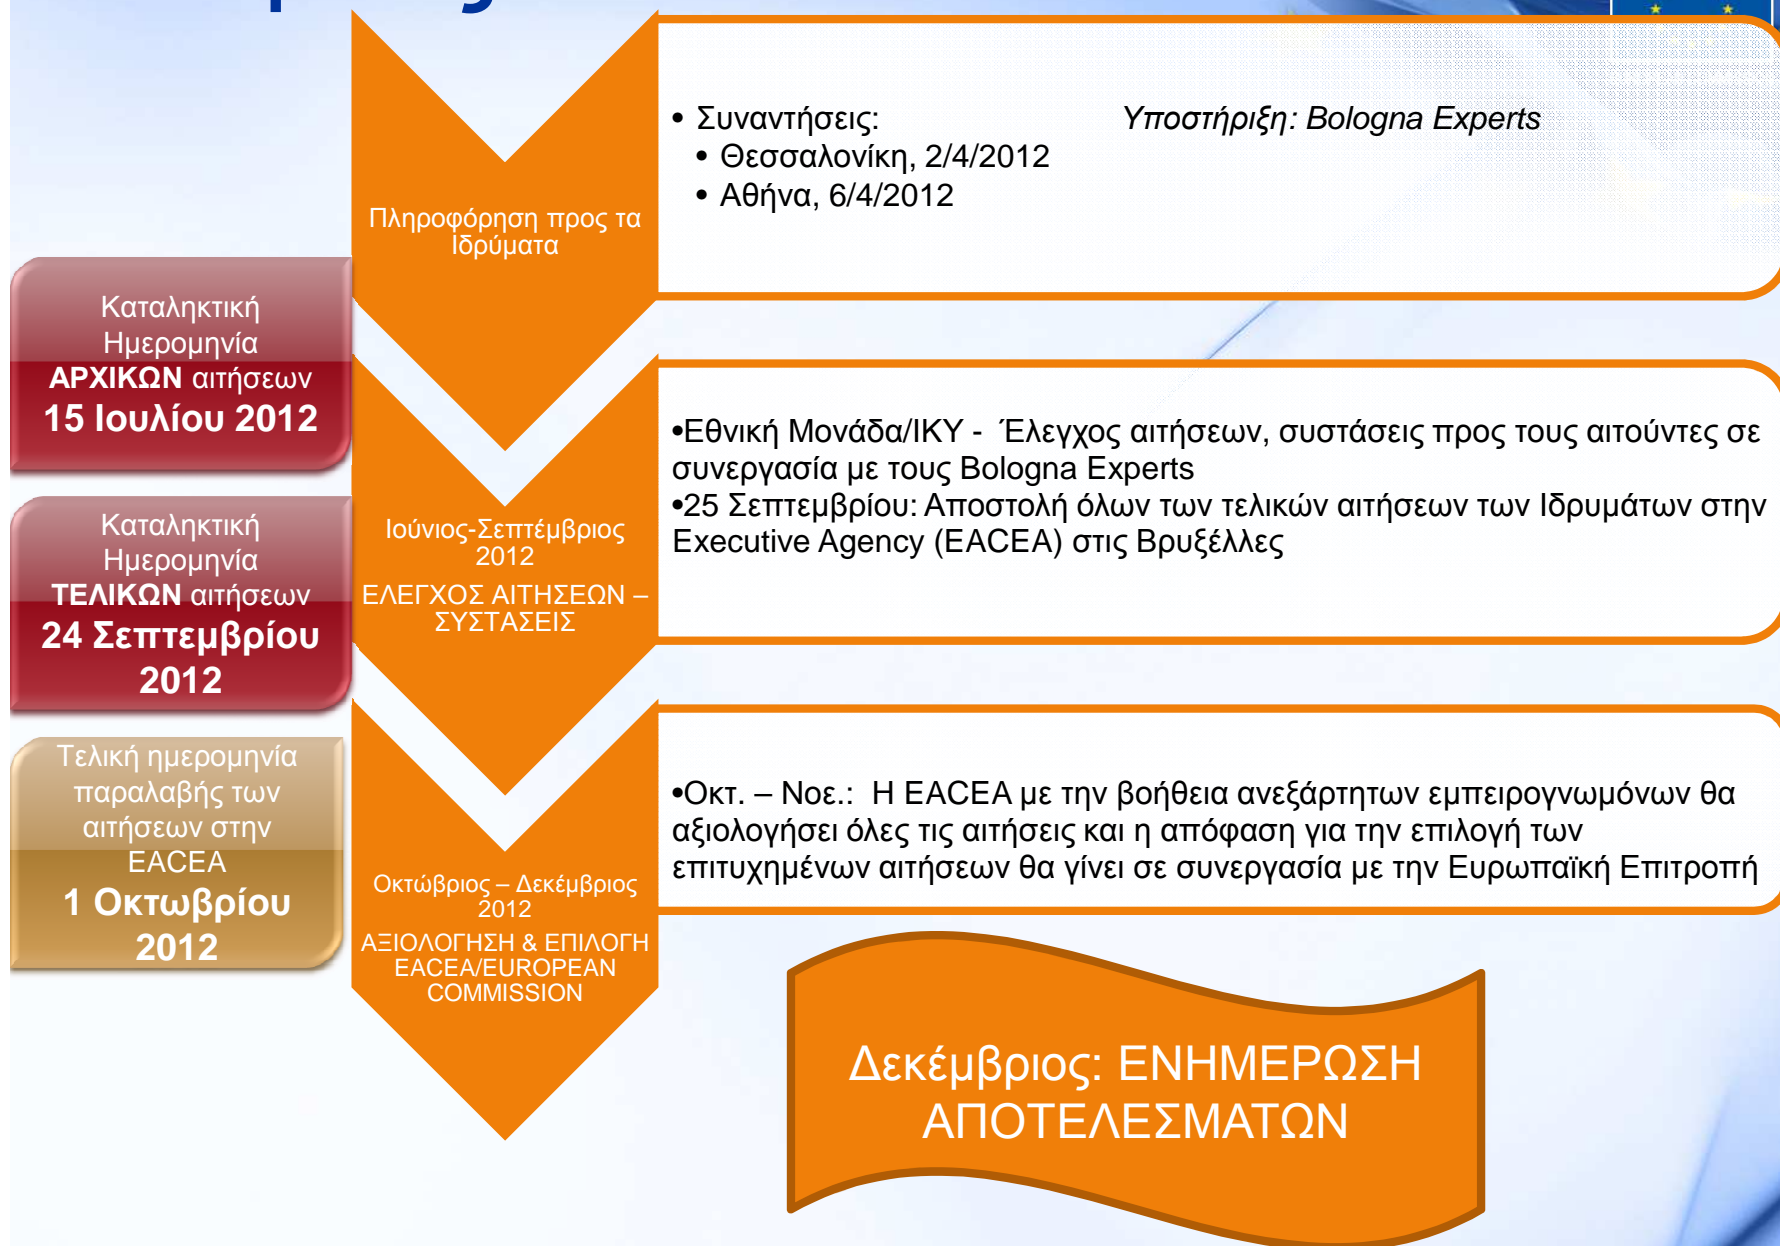 Πληροφόρηση προς τα
Ιδρύματα
• Συναντήσεις:
Υποστήριξη: Bologna Experts
• Θεσσαλονίκη, 2/4/2012
• Αθήνα, 6/4/2012
Καταληκτική
Ημερομηνία
ΑΡΧΙΚΩΝ αιτήσεων
15 Ιουλίου 2012
Καταληκτική
Ημερομηνία
ΤΕΛΙΚΩΝ αιτήσεων
24 Σεπτεμβρίου
2012
Ιούνιος-Σεπτέμβριος
2012
ΕΛΕΓΧΟΣ ΑΙΤΗΣΕΩΝ –
ΣΥΣΤΑΣΕΙΣ
•Εθνική Μονάδα/ΙΚΥ - Έλεγχος αιτήσεων, συστάσεις προς τους αιτούντες σε
συνεργασία με τους Bologna Experts
•25 Σεπτεμβρίου: Αποστολή όλων των τελικών αιτήσεων των Ιδρυμάτων στην
Executive Agency (EACEA) στις Βρυξέλλες
Τελική ημερομηνία
παραλαβής των
αιτήσεων στην
EACEA
1 Οκτωβρίου
2012
Οκτώβριος – Δεκέμβριος
2012
ΑΞΙΟΛΟΓΗΣΗ & ΕΠΙΛΟΓΗ
EACEA/EUROPEAN
COMMISSION
•Οκτ. – Νοε.: Η EACEA με την βοήθεια ανεξάρτητων εμπειρογνωμόνων θα
αξιολογήσει όλες τις αιτήσεις και η απόφαση για την επιλογή των
επιτυχημένων αιτήσεων θα γίνει σε συνεργασία με την Ευρωπαϊκή Επιτροπή
Δεκέμβριος: ΕΝΗΜΕΡΩΣΗ
ΑΠΟΤΕΛΕΣΜΑΤΩΝ